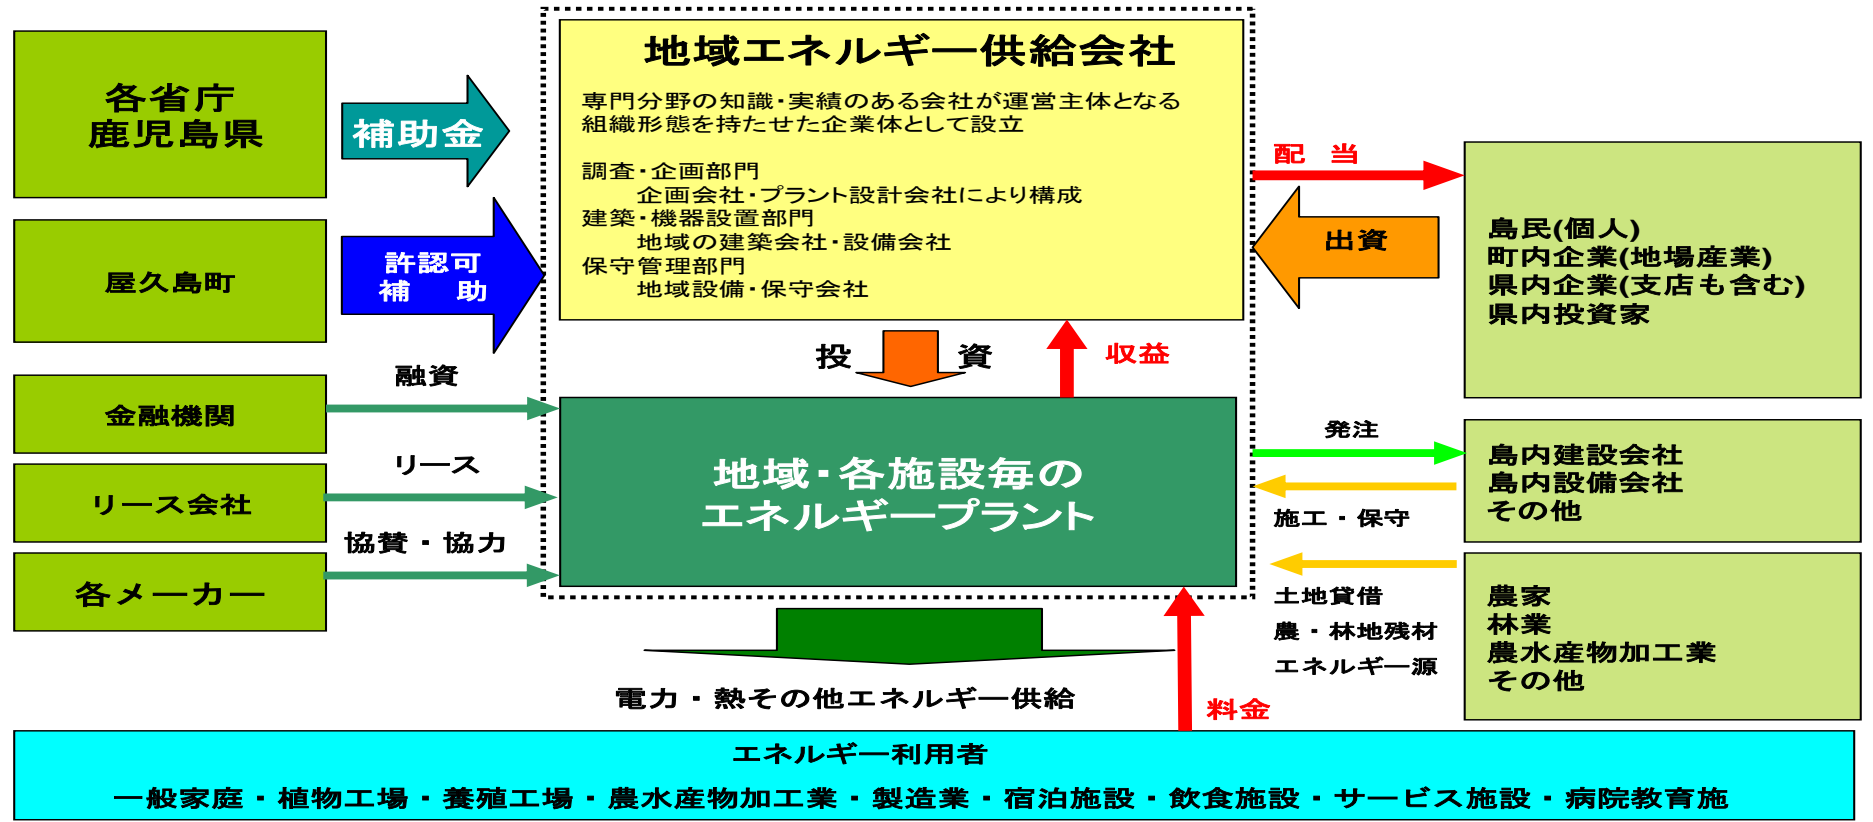 各省庁
鹿児島県
屋久島町
金融機関
リース会社
各メーカー
補助金
許認可
補　助
融資
リース
協賛・協力
地域エネルギー供給会社
専門分野の知識・実績のある会社が運営主体となる
組織形態を持たせた企業体として設立
調査・企画部門
企画会社・プラント設計会社により構成
建築・機器設置部門
地域の建築会社・設備会社
保守管理部門
地域設備・保守会社
投　資
収益
地域・各施設毎の
エネルギープラント
配　当
出資
島民(個人)
町内企業(地場産業)
県内企業(支店も含む)
県内投資家
発注
施工・保守
島内建設会社
島内設備会社
その他
土地貸借
農・林地残材
エネルギー源
農家
林業
農水産物加工業
その他
電力・熱その他エネルギー供給
料金
エネルギー利用者
一般家庭・植物工場・養殖工場・農水産物加工業・製造業・宿泊施設・飲食施設・サービス施設・病院教育施